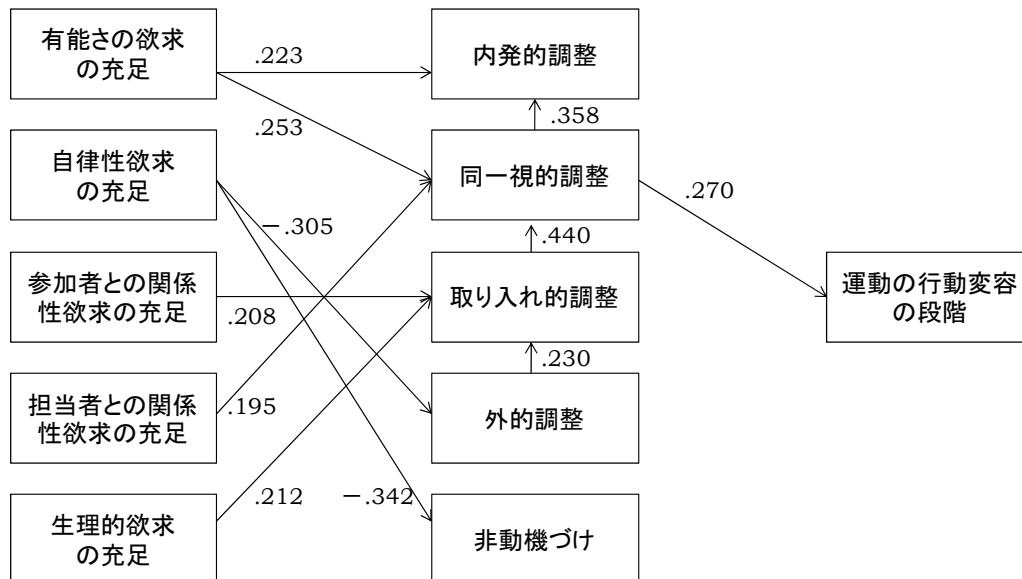 有能さの欲求
の充足
.223
内発的調整
.358
.253
自律性欲求
の充足
同一視的調整
.270
－.305
.440
参加者との関係
性欲求の充足
取り入れ的調整
運動の行動変容
の段階
.208
.230
担当者との関係
性欲求の充足
.195
外的調整
.212
－.342
生理的欲求
の充足
非動機づけ